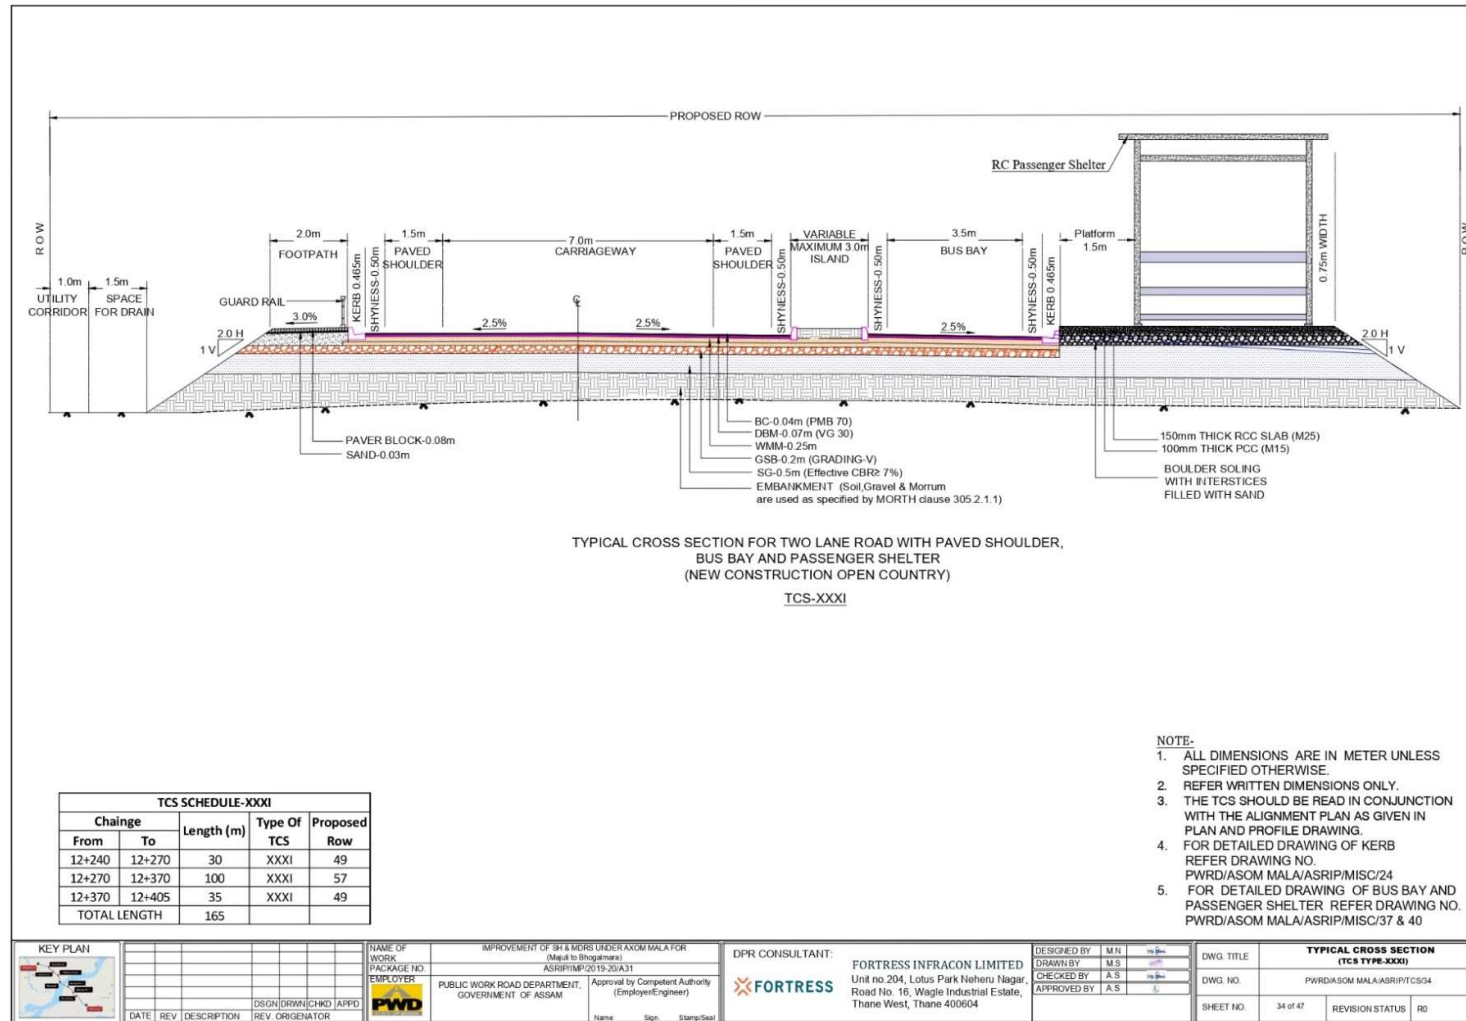 PROPOSED ROW
RC Passenger Shelter
R O W
1.0m
UTILITY
CORRIDOR
1.5m
SPACE
FOR DRAIN
2.0m
FOOTPATH
GUARD RAIL
3.0%
KERB 0.465m
SHYNESS-0.50m
1.5m
PAVED
SHOULDER
7.0m
CARRIAGEWAY
1.5m
PAVED
SHOULDER
SHYNESS-0.50m
VARIABLE
MAXIMUM 3.0m
ISLAND
SHYNESS-0.50m
3.5m
BUS BAY
SHYNESS-0.50m
KERB 0.465m
Platform
1.5m
0.75m WIDTH
R O W
2.5%
2.5%
2.5%
2.0 H
1 V
2.0 H
1 V
PAVER BLOCK-0.08m
SAND-0.03m
BC-0.04m (PMB 70)
DBM-0.07m (VG 30)
WMM-0.25m
GSB-0.2m (GRADING-V)
SG-0.5m (Effective CBR≥ 7%)
EMBANKMENT (Soil,Gravel & Morrum
are used as specified by MORTH clause 305.2.1.1)
150mm THICK RCC SLAB (M25)
100mm THICK PCC (M15)
BOULDER SOLING
WITH INTERSTICES
FILLED WITH SAND
TYPICAL CROSS SECTION FOR TWO LANE ROAD WITH PAVED SHOULDER,
BUS BAY AND PASSENGER SHELTER
(NEW CONSTRUCTION OPEN COUNTRY)
TCS-XXXI
TCS SCHEDULE-XXXI
Chainge Length (m) Type Of TCS Proposed Row
From To
12+240 12+270 30 XXXI 49
12+270 12+370 100 XXXI 57
12+370 12+405 35 XXXI 49
TOTAL LENGTH 165
NOTE-
1. ALL DIMENSIONS ARE IN METER UNLESS
SPECIFIED OTHERWISE.
2. REFER WRITTEN DIMENSIONS ONLY.
3. THE TCS SHOULD BE READ IN CONJUNCTION
WITH THE ALIGNMENT PLAN AS GIVEN IN
PLAN AND PROFILE DRAWING.
4. FOR DETAILED DRAWING OF KERB
REFER DRAWING NO.
PWRD/ASOM MALA/ASRIP/MISC/24
5. FOR DETAILED DRAWING OF BUS BAY AND
PASSENGER SHELTER REFER DRAWING NO.
PWRD/ASOM MALA/ASRIP/MISC/37 & 40
KEY PLAN
DSGN DRWN CHKD APPD
DATE REV DESCRIPTION REV. ORIGENATOR
NAME OF
WORK
IMPROVEMENT OF SH & MDRS UNDER AXOM MALA FOR
(Majuli to Bhogalmara)
PACKAGE NO.
ASRIP/IMP/2019-20/A31
EMPLOYER
PWD
PUBLIC WORK ROAD DEPARTMENT,
GOVERNMENT OF ASSAM
Approval by Competent Authority
(Employer/Engineer)
Name Sign. Stamp/Seal
DPR CONSULTANT:
FORTRESS
FORTRESS INFRACON LIMITED
Unit no.204, Lotus Park Neheru Nagar,
Road No. 16, Wagle Industrial Estate,
Thane West, Thane 400604
DESIGNED BY M.N
DRAWN BY M.S
CHECKED BY A.S
APPROVED BY A.S
DWG. TITLE
TYPICAL CROSS SECTION
(TCS TYPE-XXXI)
DWG. NO.
PWRD/ASOM MALA/ASRIP/TCS/34
SHEET NO. 34 of 47 REVISION STATUS R0